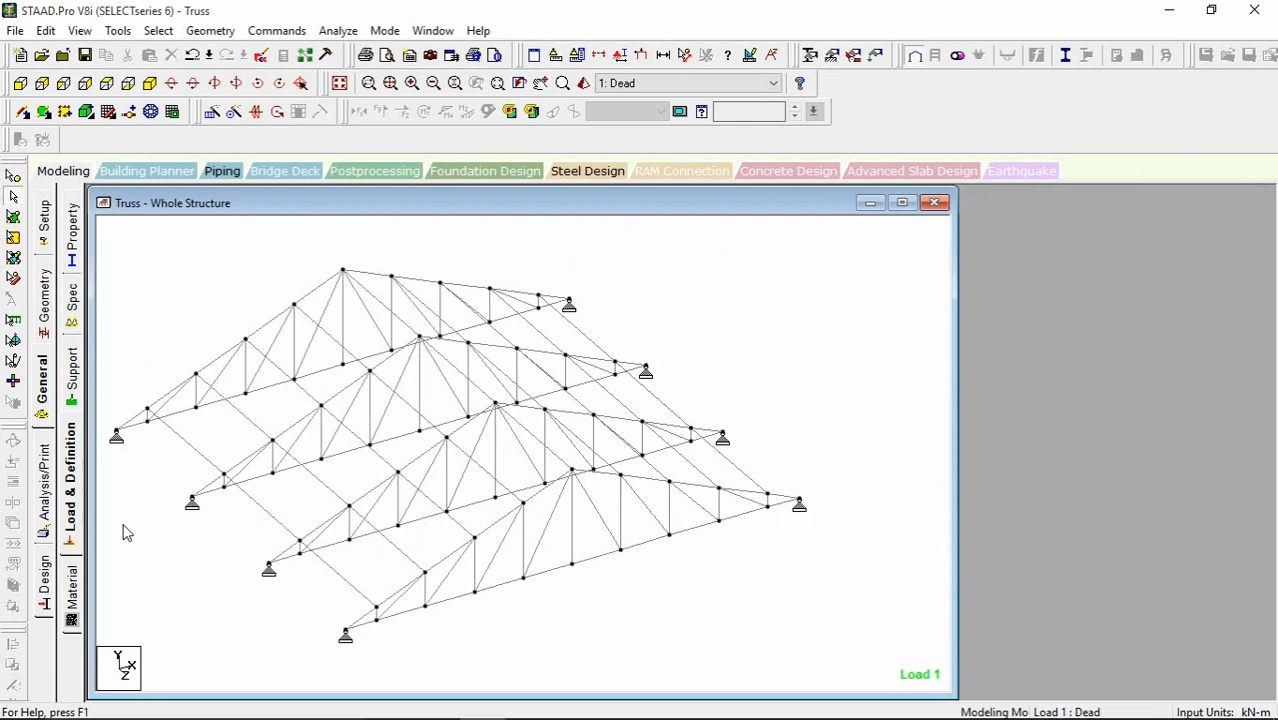 STAAD.Pro V8i (SELECTseries 6) - Truss
File Edit View Tools Select Geometry Commands Analyze Mode Window Help
1: Dead
Modeling Building Planner Piping Bridge Deck Postprocessing Foundation Design Steel Design RAM Connection Concrete Design Advanced Slab Design Earthquake
Setup
Geometry
General
Analysis/Print
Design
Property
Spec
Support
Load & Definition
Material
Truss - Whole Structure
Y
X
Z
Load 1
For Help, press F1
Modeling Mo Load 1 : Dead Input Units: kN-m